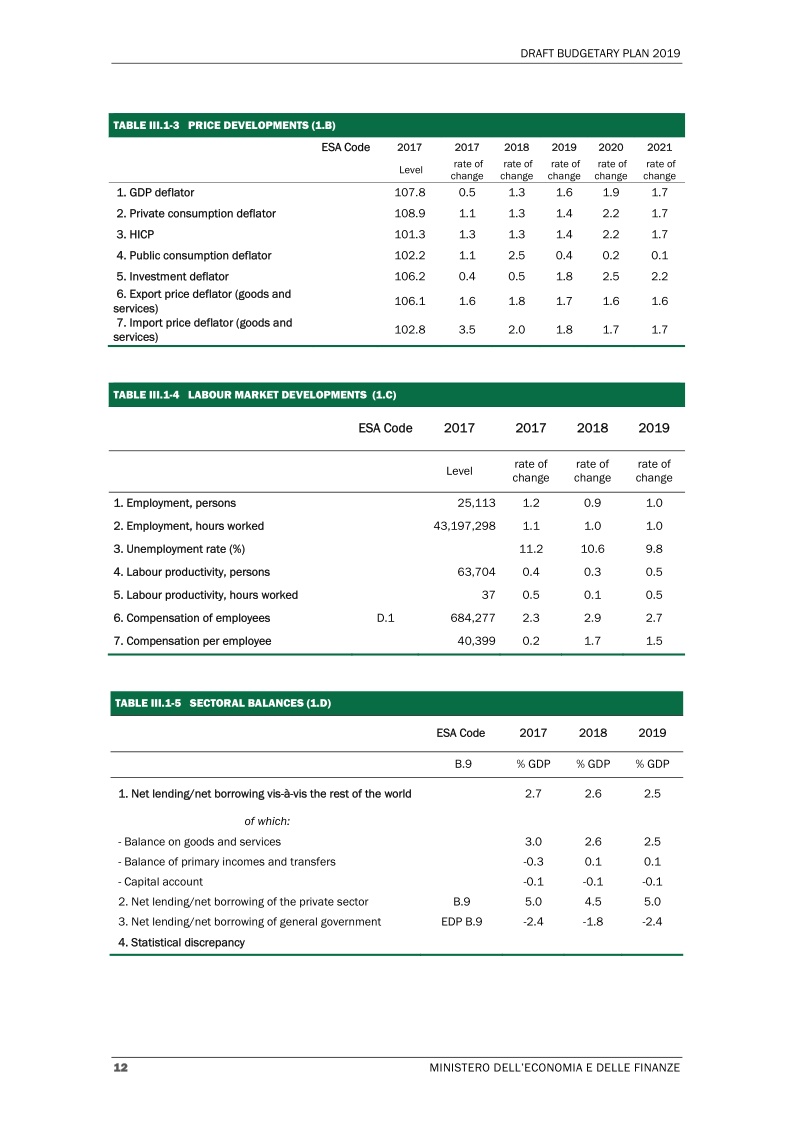 DRAFT BUDGETARY PLAN 2019
TABLE III.1-3 PRICE DEVELOPMENTS (1.B)
ESA Code 2017 2017 2018 2019 2020 2021
Level rate of change rate of change rate of change rate of change rate of change
1. GDP deflator 107.8 0.5 1.3 1.6 1.9 1.7
2. Private consumption deflator 108.9 1.1 1.3 1.4 2.2 1.7
3. HICP 101.3 1.3 1.3 1.4 2.2 1.7
4. Public consumption deflator 102.2 1.1 2.5 0.4 0.2 0.1
5. Investment deflator 106.2 0.4 0.5 1.8 2.5 2.2
6. Export price deflator (goods and services) 106.1 1.6 1.8 1.7 1.6 1.6
7. Import price deflator (goods and services) 102.8 3.5 2.0 1.8 1.7 1.7
TABLE III.1-4 LABOUR MARKET DEVELOPMENTS (1.C)
ESA Code 2017 2017 2018 2019
Level rate of change rate of change rate of change
1. Employment, persons 25,113 1.2 0.9 1.0
2. Employment, hours worked 43,197,298 1.1 1.0 1.0
3. Unemployment rate (%) 11.2 10.6 9.8
4. Labour productivity, persons 63,704 0.4 0.3 0.5
5. Labour productivity, hours worked 37 0.5 0.1 0.5
6. Compensation of employees D.1 684,277 2.3 2.9 2.7
7. Compensation per employee 40,399 0.2 1.7 1.5
TABLE III.1-5 SECTORAL BALANCES (1.D)
ESA Code 2017 2018 2019
B.9 % GDP % GDP % GDP
1. Net lending/net borrowing vis-à-vis the rest of the world 2.7 2.6 2.5
of which:
- Balance on goods and services 3.0 2.6 2.5
- Balance of primary incomes and transfers -0.3 0.1 0.1
- Capital account -0.1 -0.1 -0.1
2. Net lending/net borrowing of the private sector B.9 5.0 4.5 5.0
3. Net lending/net borrowing of general government EDP B.9 -2.4 -1.8 -2.4
4. Statistical discrepancy
12 MINISTERO DELL'ECONOMIA E DELLE FINANZE